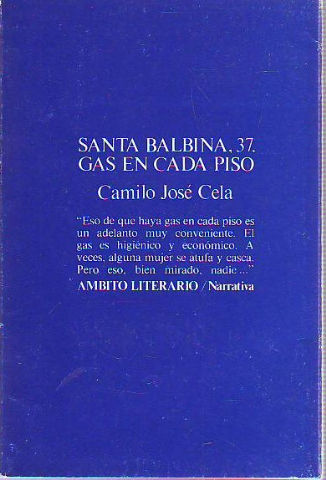 SANTA BALBINA, 37,
GAS EN CADA PISO
Camilo José Cela
“Eso de que haya gas en cada piso es
un adelanto muy conveniente. El
gas es higiénico y económico. A
veces, alguna mujer se atufa y casca.
Pero eso, bien mirado, nadie...”
AMBITO LITERARIO / Narrativa